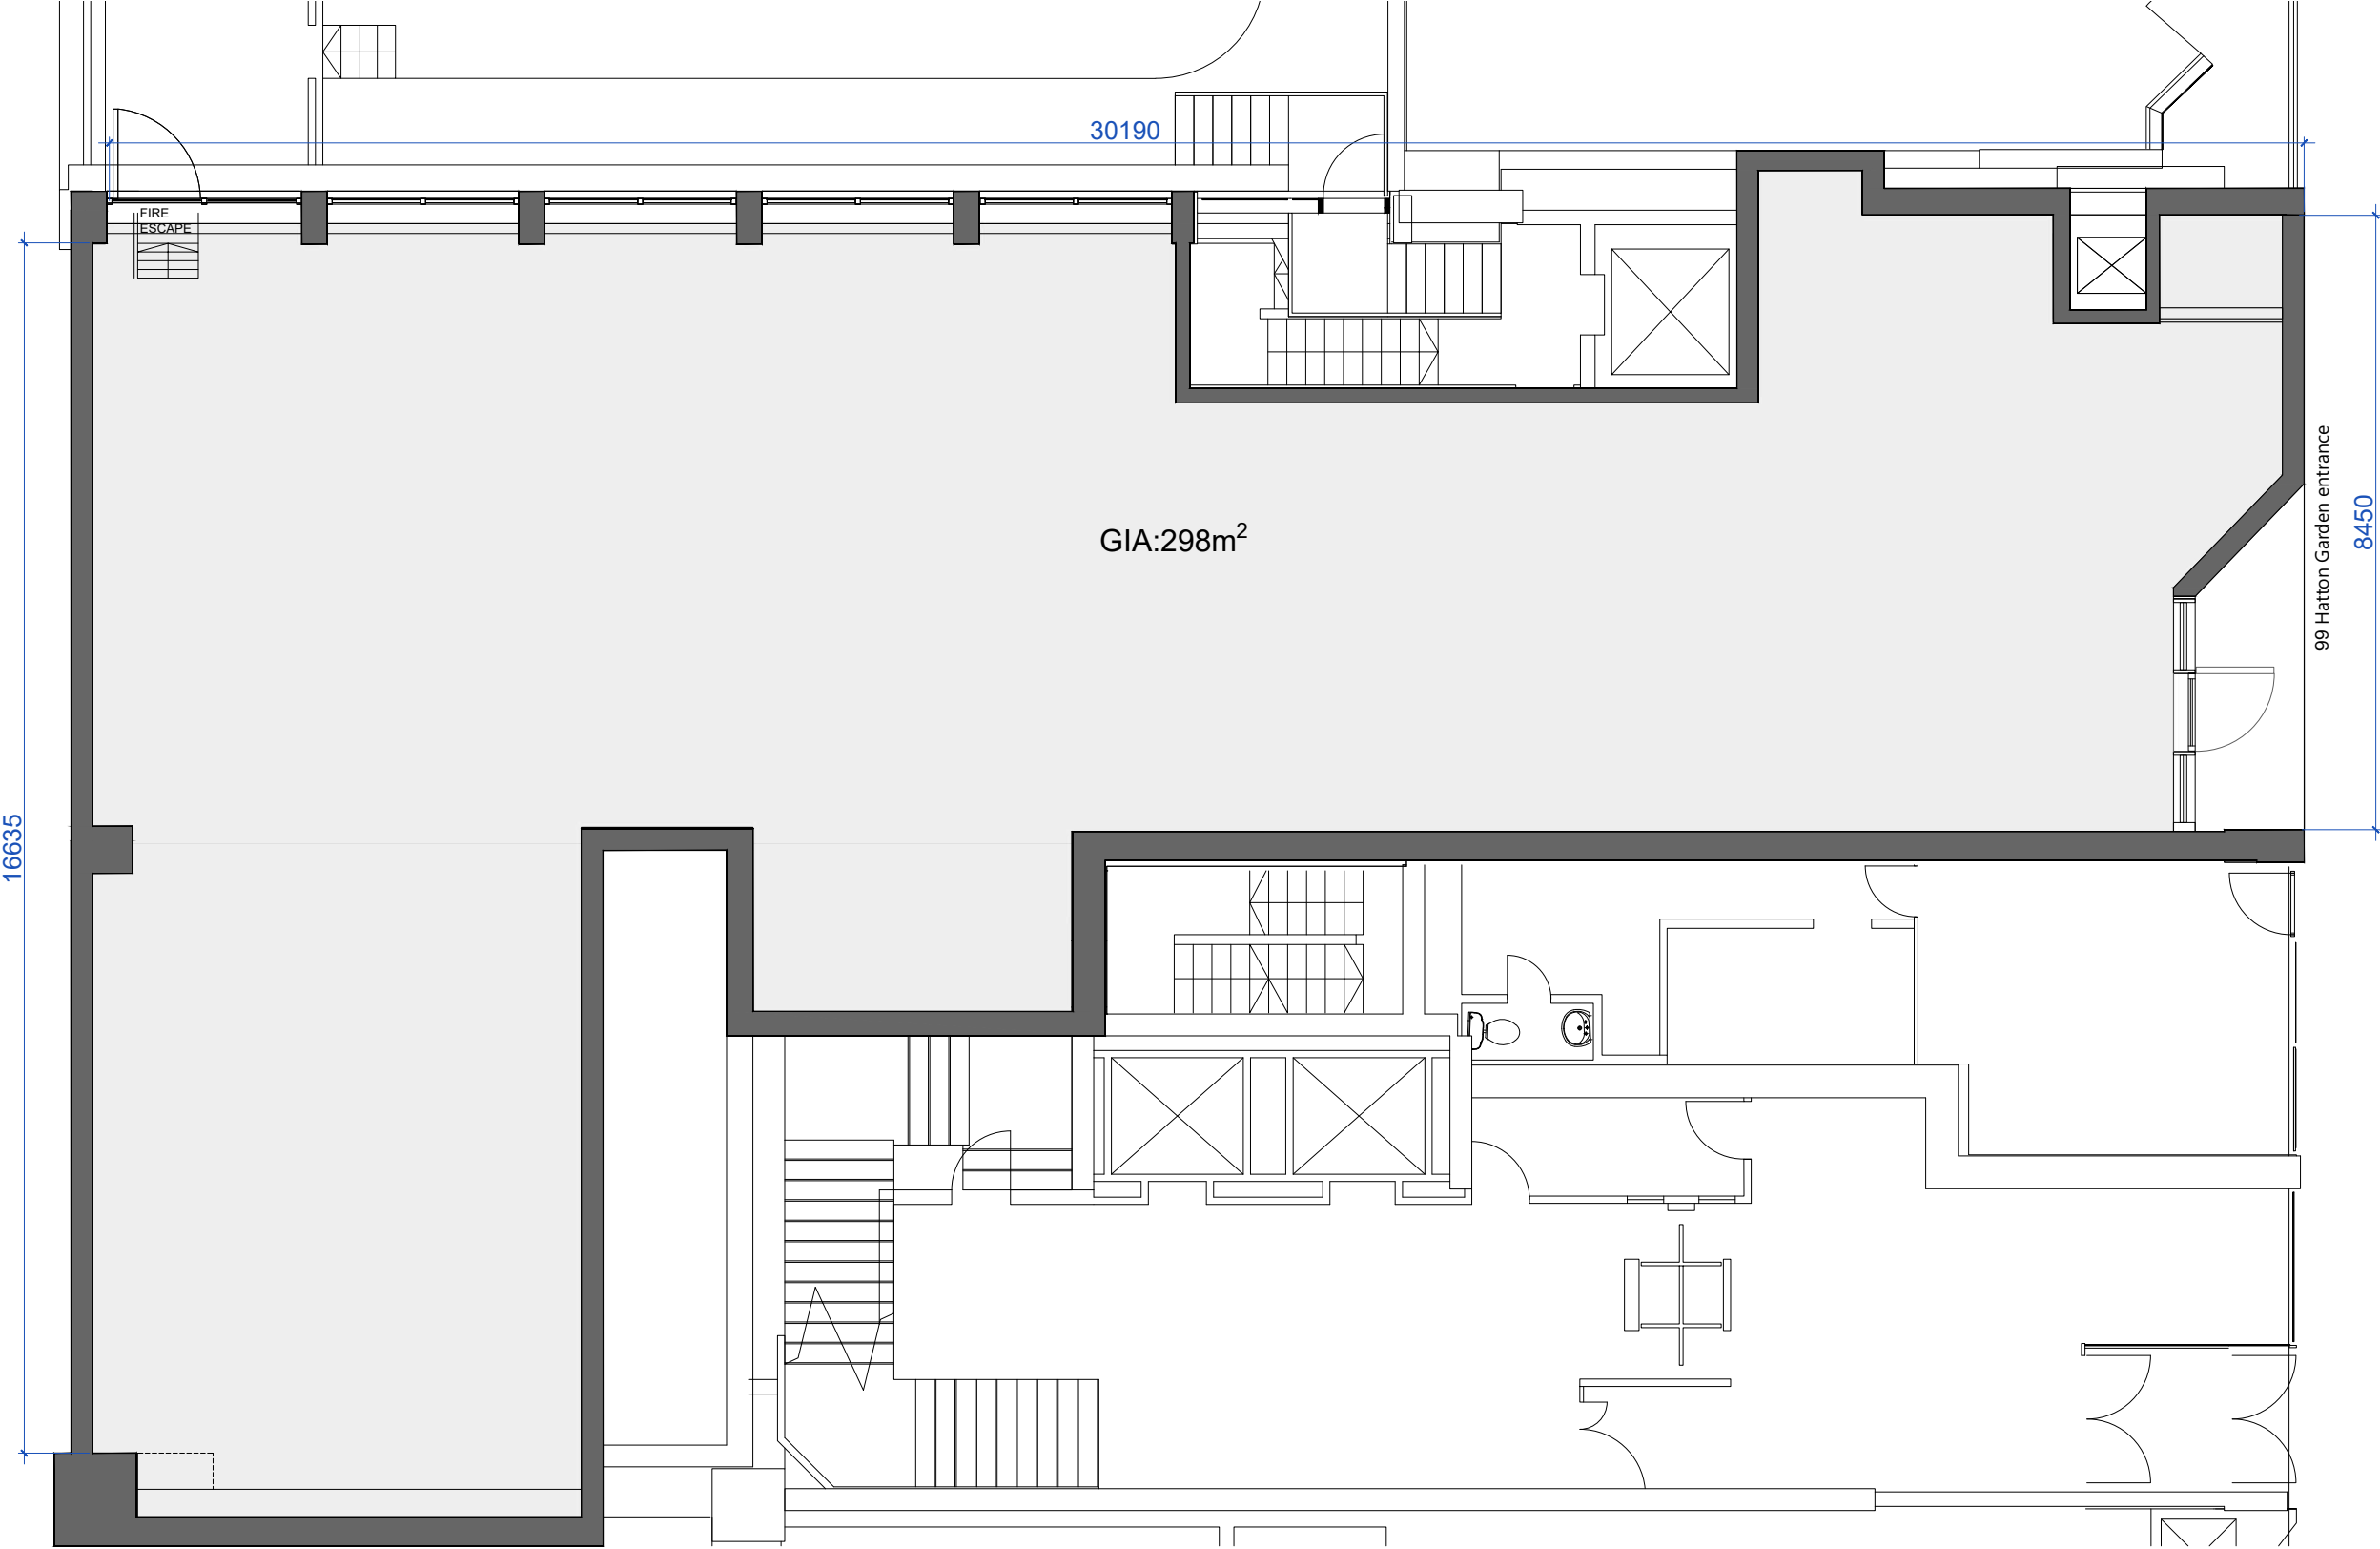 30190
FIRE
ESCAPE
GIA:298m²
99 Hatton Garden entrance
8450
16635